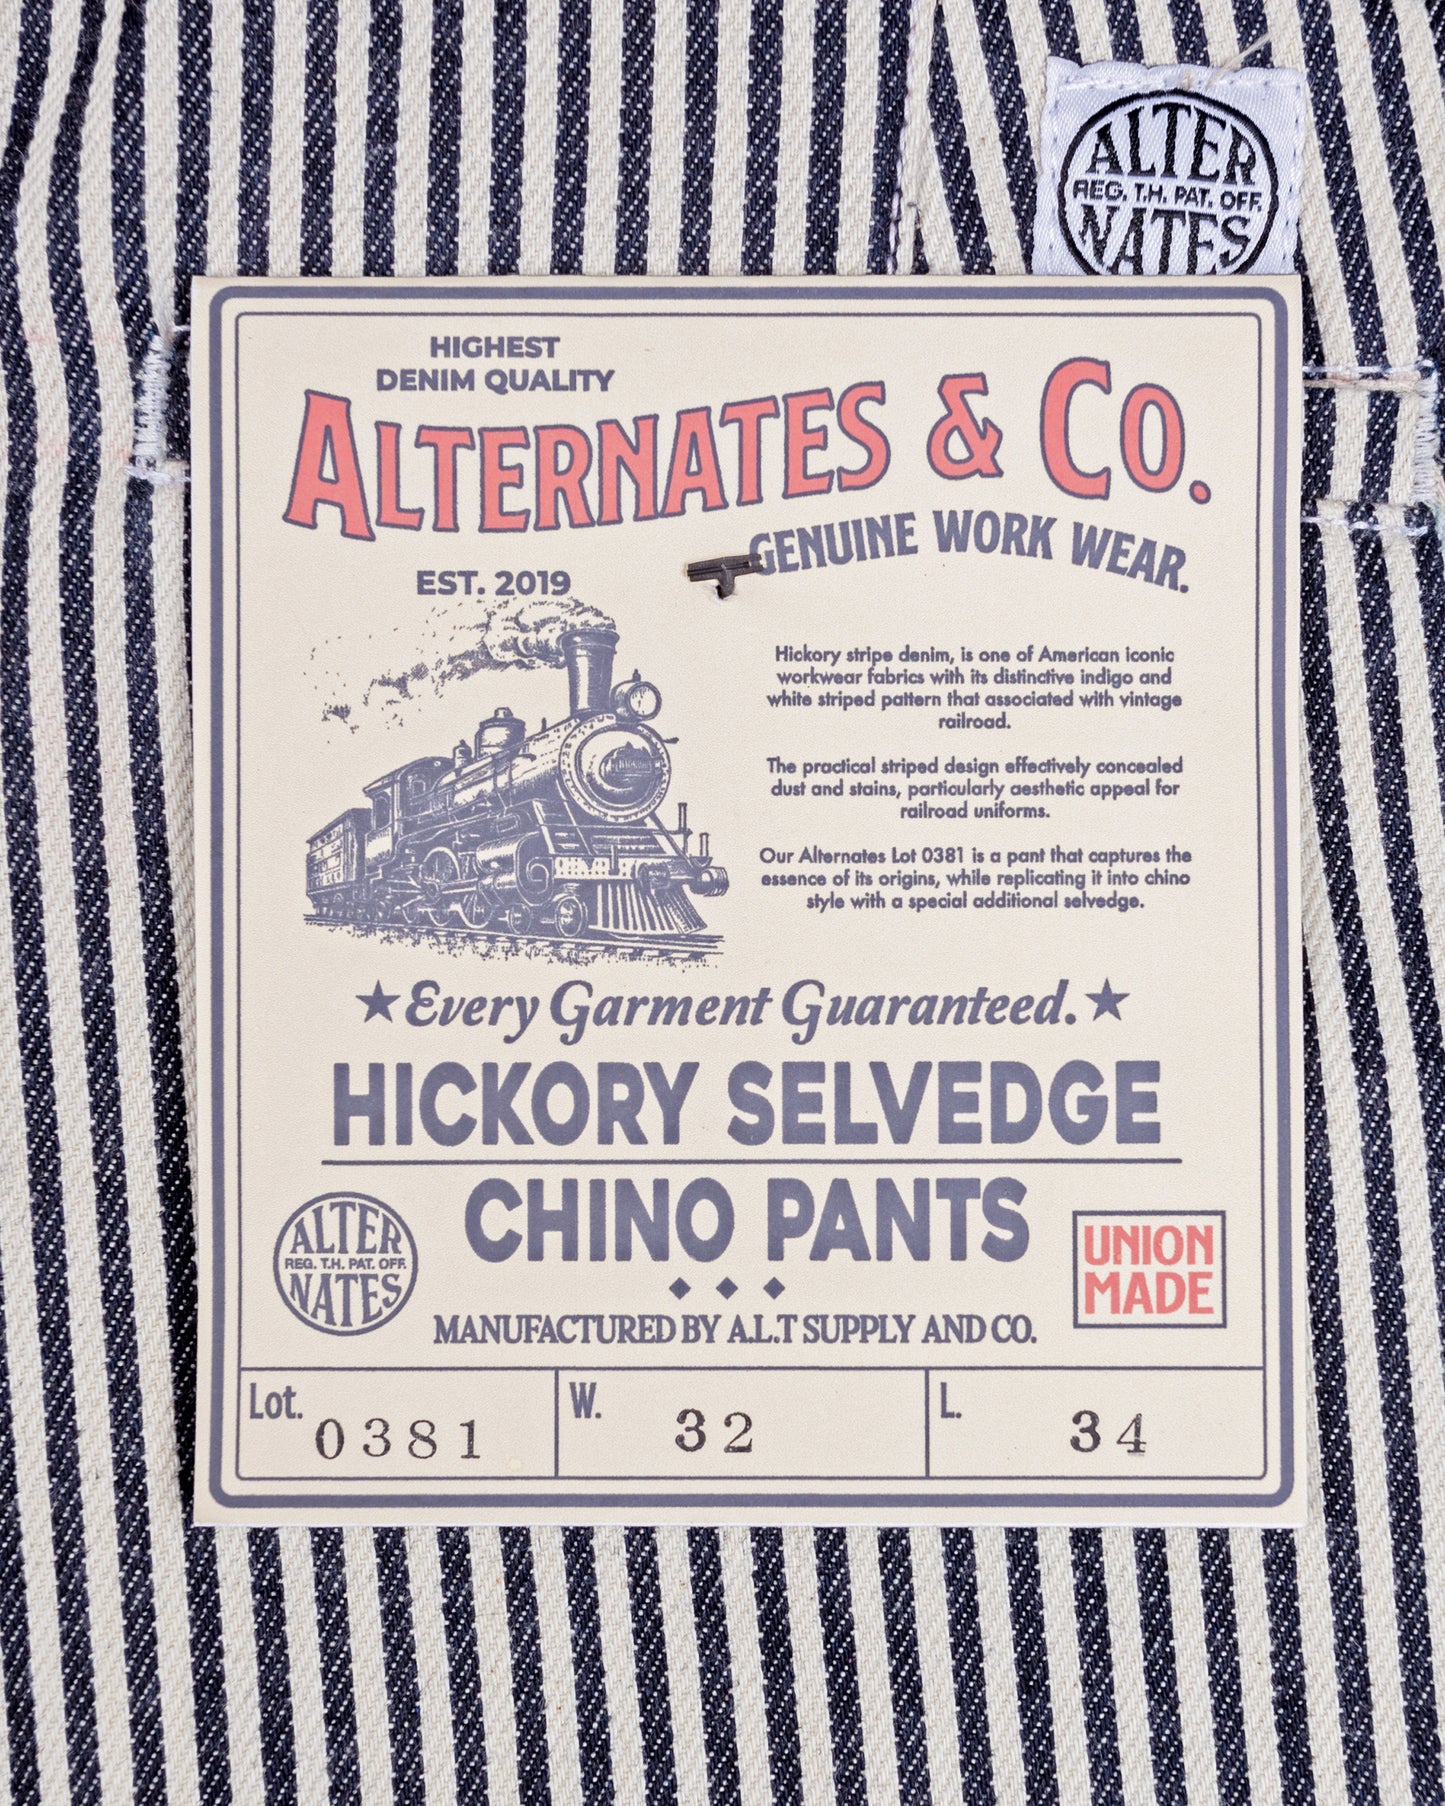 ALTER
REG. T.H. PAT. OFF.
NATES
HIGHEST
DENIM QUALITY
ALTERNATES & CO.
GENUINE WORK WEAR.
EST. 2019
Hickory stripe denim, is one of American iconic
workwear fabrics with its distinctive indigo and
white striped pattern that associated with vintage
railroad.
The practical striped design effectively concealed
dust and stains, particularly aesthetic appeal for
railroad uniforms.
Our Alternates Lot 0381 is a pant that captures the
essence of its origins, while replicating it into chino
style with a special additional selvedge.
★Every Garment Guaranteed.★
HICKORY SELVEDGE
CHINO PANTS
ALTER
REG. T.H. PAT. OFF.
NATES
UNION
MADE
MANUFACTURED BY A.L.T SUPPLY AND CO.
Lot. 0381
W. 32
L. 34